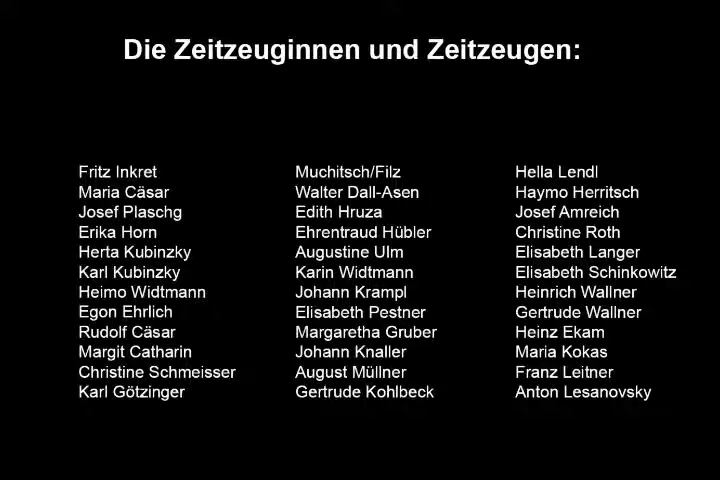 Die Zeitzeuginnen und Zeitzeugen:
Fritz Inkret
Maria Cäsar
Josef Plaschg
Erika Horn
Herta Kubinzky
Karl Kubinzky
Heimo Widtmann
Egon Ehrlich
Rudolf Cäsar
Margit Catharin
Christine Schmeisser
Karl Götzinger
Muchitsch/Filz
Walter Dall-Asen
Edith Hruza
Ehrentraud Hübler
Augustine Ulm
Karin Widtmann
Johann Krampl
Elisabeth Pestner
Margaretha Gruber
Johann Knaller
August Müllner
Gertrude Kohlbeck
Hella Lendl
Haymo Herritsch
Josef Amreich
Christine Roth
Elisabeth Langer
Elisabeth Schinkowitz
Heinrich Wallner
Gertrude Wallner
Heinz Ekam
Maria Kokas
Franz Leitner
Anton Lesanovsky